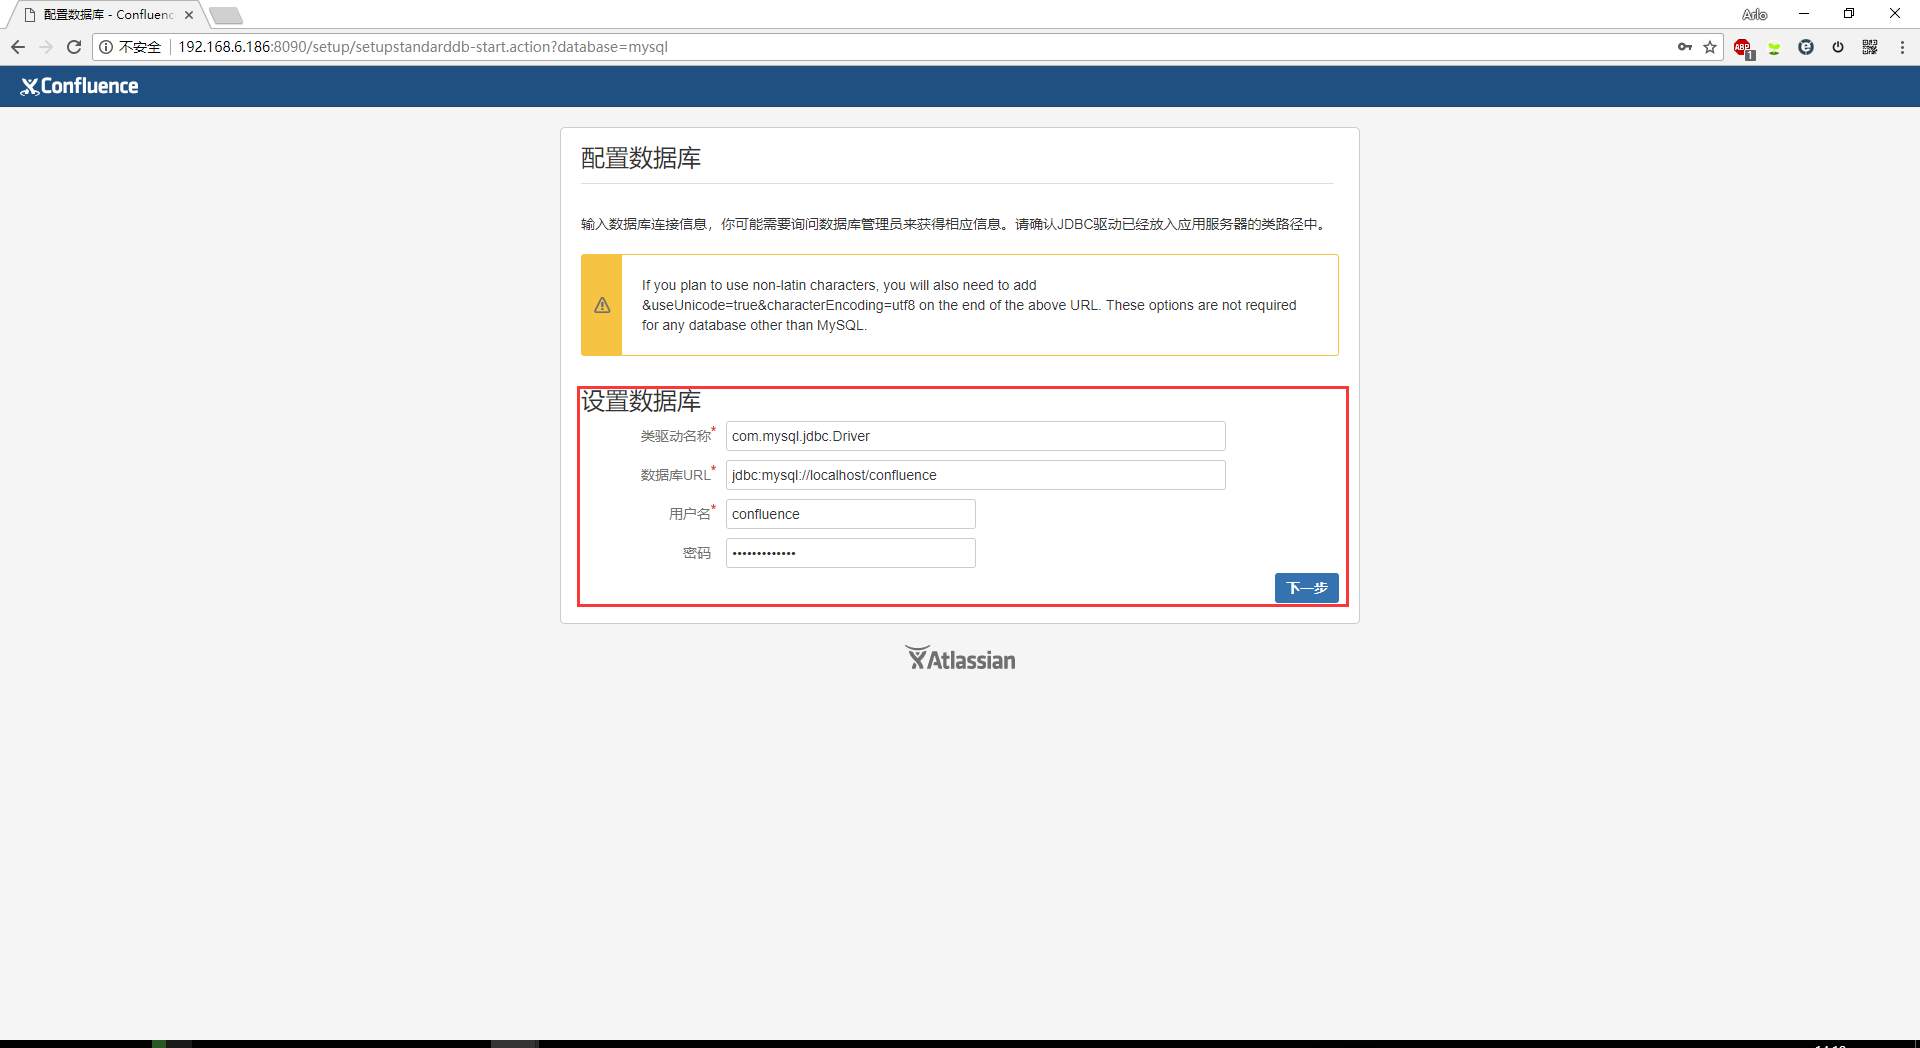 配置数据库 - Confluenc
Arlo
不安全
192.168.6.186:8090/setup/setupstandarddb-start.action?database=mysql
ABP
1
Confluence
配置数据库
输入数据库连接信息，你可能需要询问数据库管理员来获得相应信息。请确认JDBC驱动已经放入应用服务器的类路径中。
If you plan to use non-latin characters, you will also need to add
&useUnicode=true&characterEncoding=utf8 on the end of the above URL. These options are not required
for any database other than MySQL.
设置数据库
类驱动名称*
com.mysql.jdbc.Driver
数据库URL*
jdbc:mysql://localhost/confluence
用户名*
confluence
密码
•••••••••••••
下一步
Atlassian